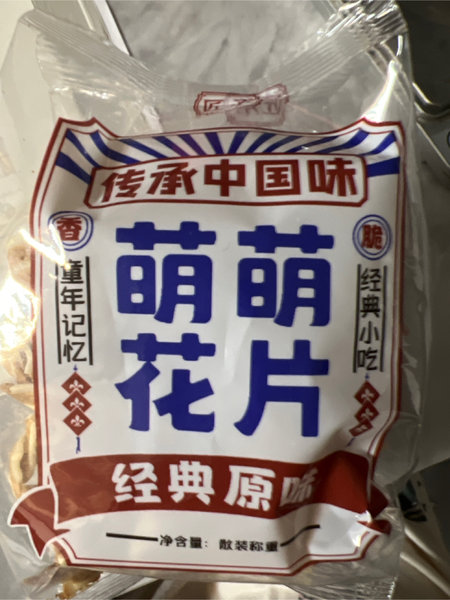 传承中国味
香
脆
童年记忆
经典小吃
萌萌
花片
经典原味
净含量：散装称重